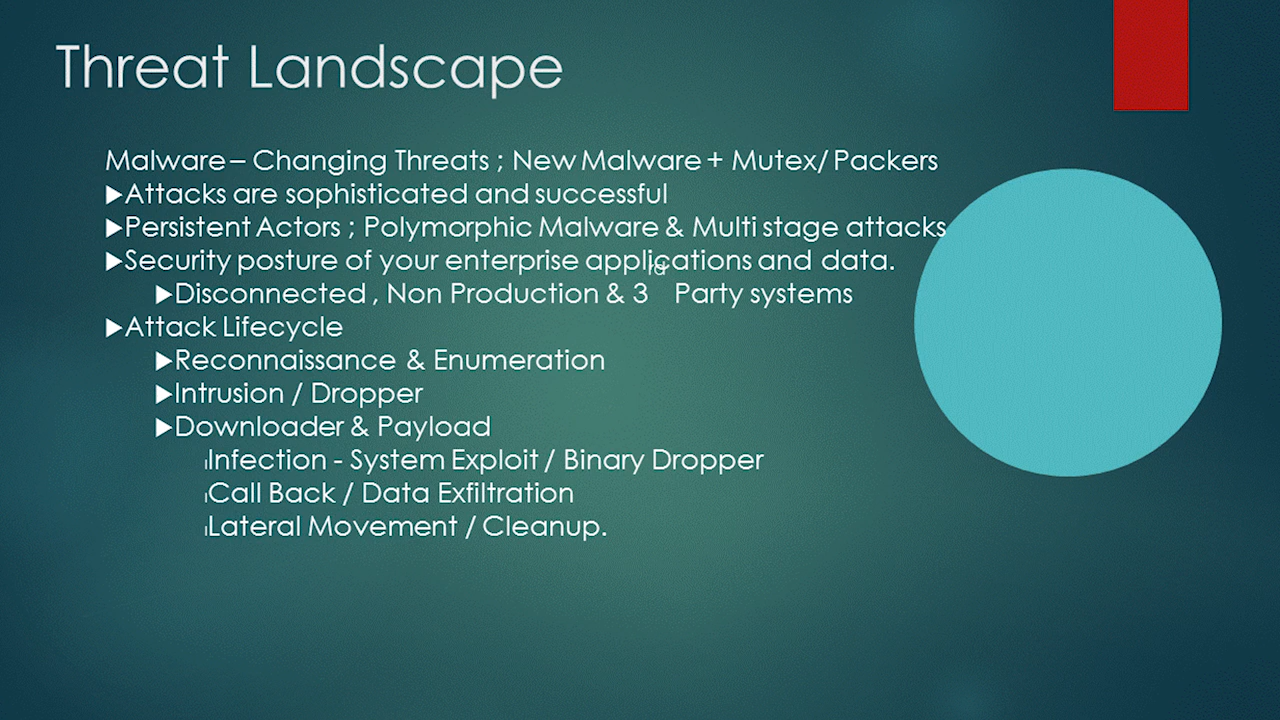 Threat Landscape
Malware – Changing Threats ; New Malware + Mutex/ Packers
▶Attacks are sophisticated and successful
▶Persistent Actors ; Polymorphic Malware & Multi stage attacks
▶Security posture of your enterprise applications and data.
▶Disconnected , Non Production & 3rd Party systems
▶Attack Lifecycle
▶Reconnaissance & Enumeration
▶Intrusion / Dropper
▶Downloader & Payload
Infection - System Exploit / Binary Dropper
Call Back / Data Exfiltration
Lateral Movement / Cleanup.